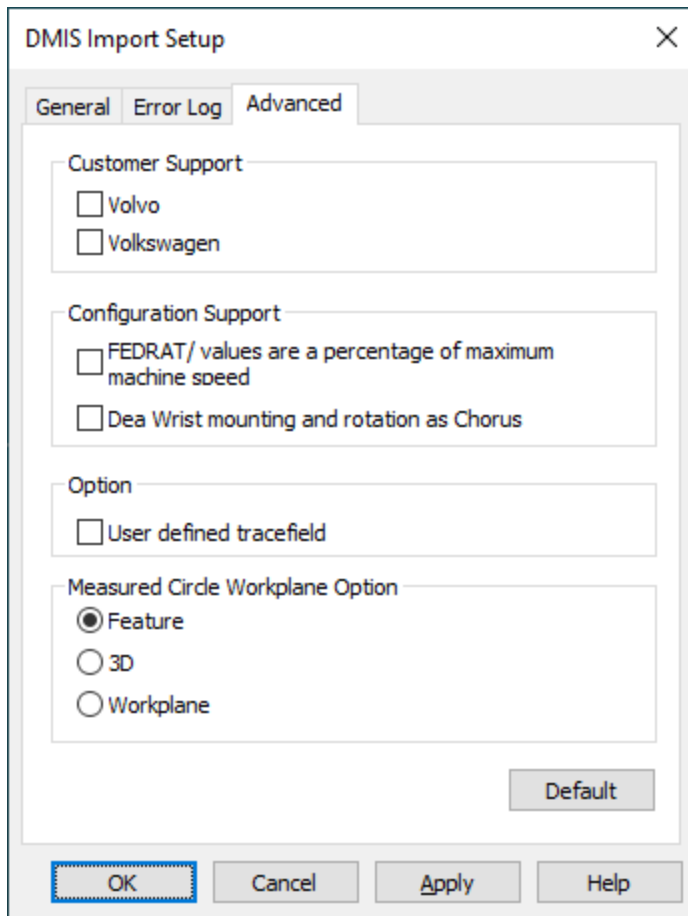 DMIS Import Setup
General
Error Log
Advanced
Customer Support
Volvo
Volkswagen
Configuration Support
FEDRAT/ values are a percentage of maximum
machine speed
Dea Wrist mounting and rotation as Chorus
Option
User defined tracefield
Measured Circle Workplane Option
Feature
3D
Workplane
Default
OK
Cancel
Apply
Help